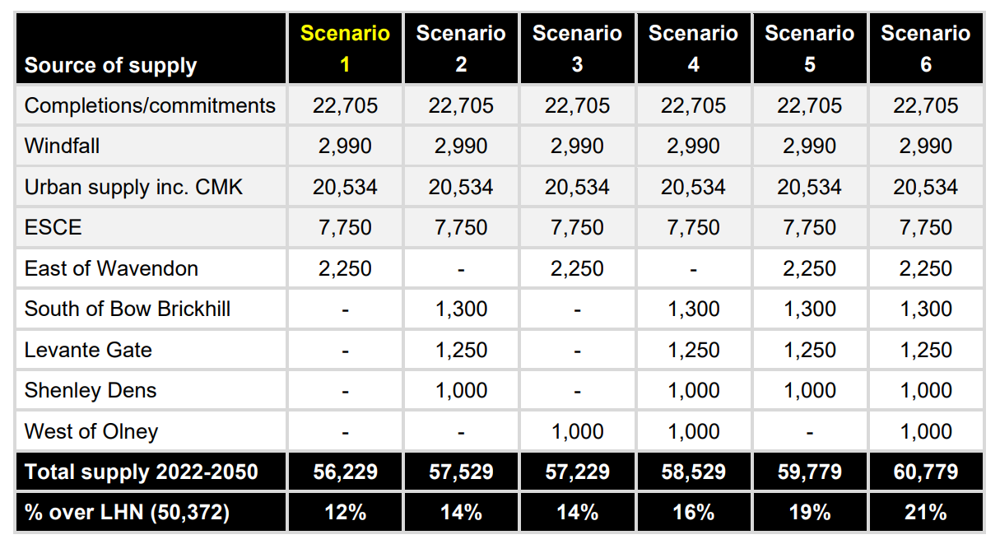 Source of supply Scenario 1 Scenario 2 Scenario 3 Scenario 4 Scenario 5 Scenario 6
Completions/commitments 22,705 22,705 22,705 22,705 22,705 22,705
Windfall 2,990 2,990 2,990 2,990 2,990 2,990
Urban supply inc. CMK 20,534 20,534 20,534 20,534 20,534 20,534
ESCE 7,750 7,750 7,750 7,750 7,750 7,750
East of Wavendon 2,250 - 2,250 - 2,250 2,250
South of Bow Brickhill - 1,300 - 1,300 1,300 1,300
Levante Gate - 1,250 - 1,250 1,250 1,250
Shenley Dens - 1,000 - 1,000 1,000 1,000
West of Olney - - 1,000 1,000 - 1,000
Total supply 2022-2050 56,229 57,529 57,229 58,529 59,779 60,779
% over LHN (50,372) 12% 14% 14% 16% 19% 21%